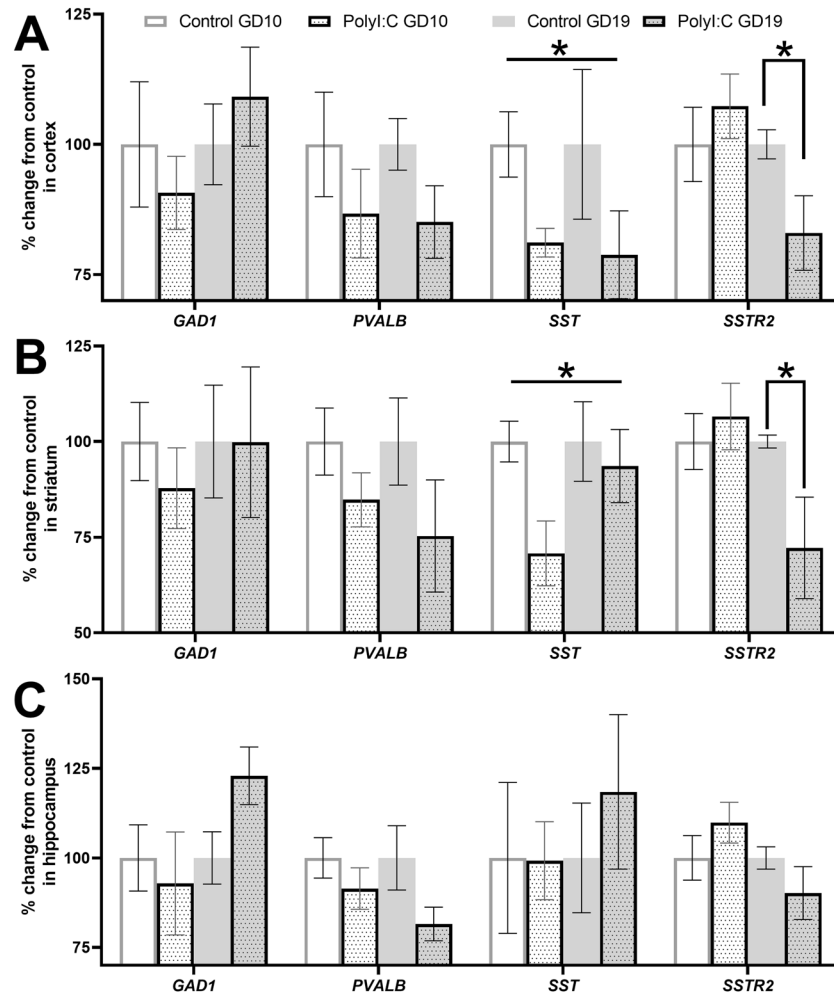 A
Control GD10 PolyI:C GD10 Control GD19 PolyI:C GD19
% change from control
in cortex
125
100
75
*
*
GAD1 PVALB SST SSTR2
B
% change from control
in striatum
125
100
75
50
*
*
GAD1 PVALB SST SSTR2
C
% change from control
in hippocampus
150
125
100
75
GAD1 PVALB SST SSTR2